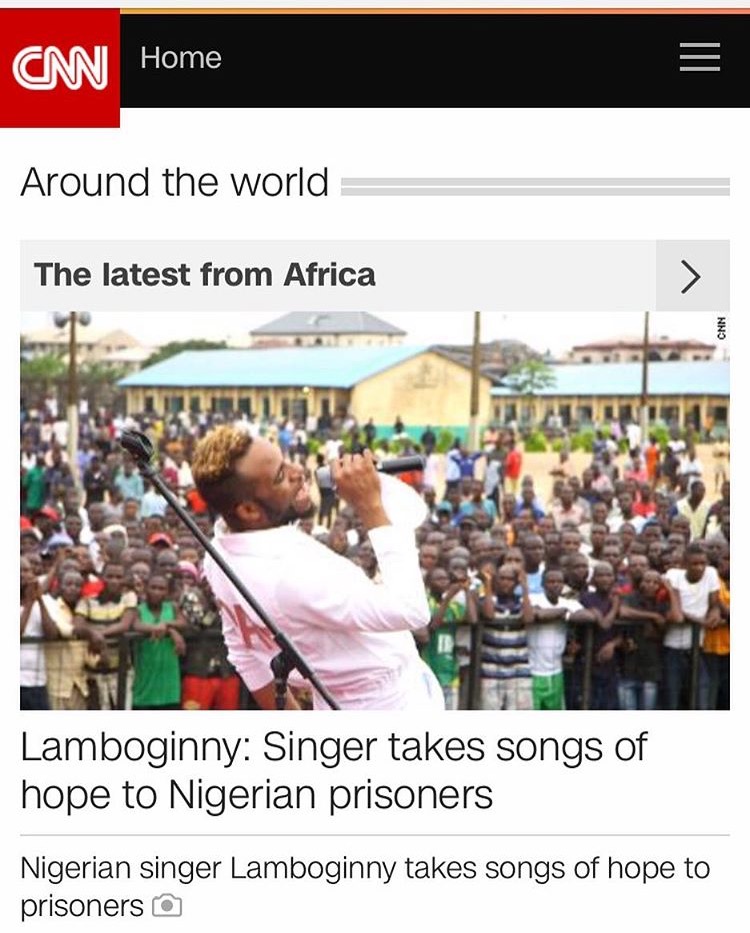 CNN
Home
Around the world
The latest from Africa
CNN
Lamboginny: Singer takes songs of
hope to Nigerian prisoners
Nigerian singer Lamboginny takes songs of hope to
prisoners